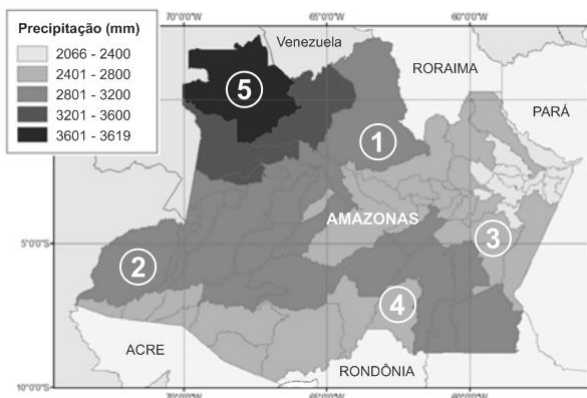 70°0'0"W
65°0'0"W
60°0'0"W
Precipitação (mm)
2066 - 2400
2401 - 2800
2801 - 3200
3201 - 3600
3601 - 3619
Venezuela
RORAIMA
PARÁ
5
1
AMAZONAS
3
5°0'0"S
2
4
ACRE
RONDÔNIA
10°0'0"S